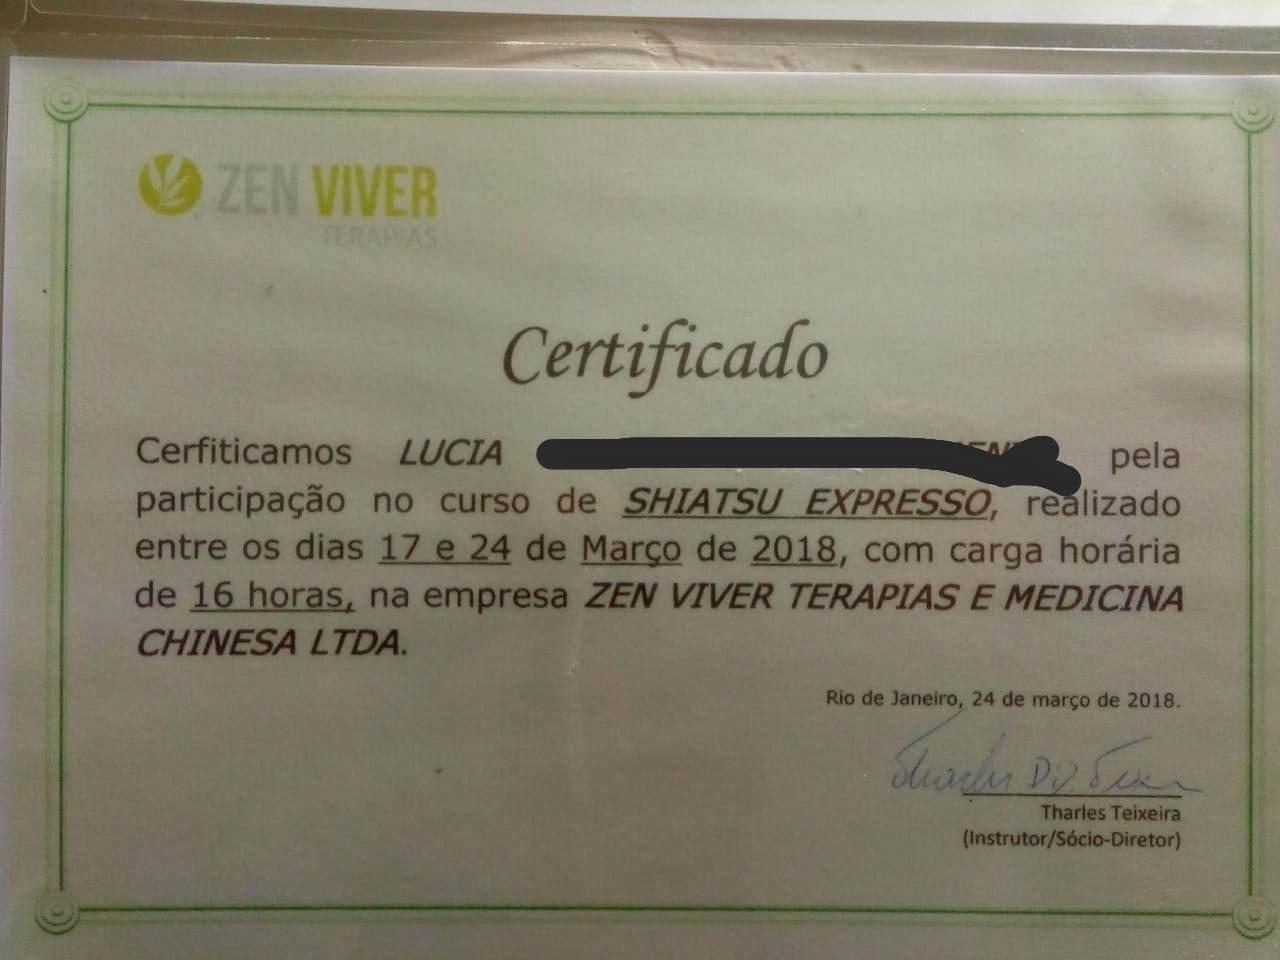 ZEN VIVER
TERAPIAS
Certificado
Cerfiticamos LUCIA pela
participação no curso de SHIATSU EXPRESSO, realizado
entre os dias 17 e 24 de Março de 2018, com carga horária
de 16 horas, na empresa ZEN VIVER TERAPIAS E MEDICINA
CHINESA LTDA.
Rio de Janeiro, 24 de março de 2018.
Tharles Teixeira
(Instrutor/Sócio-Diretor)